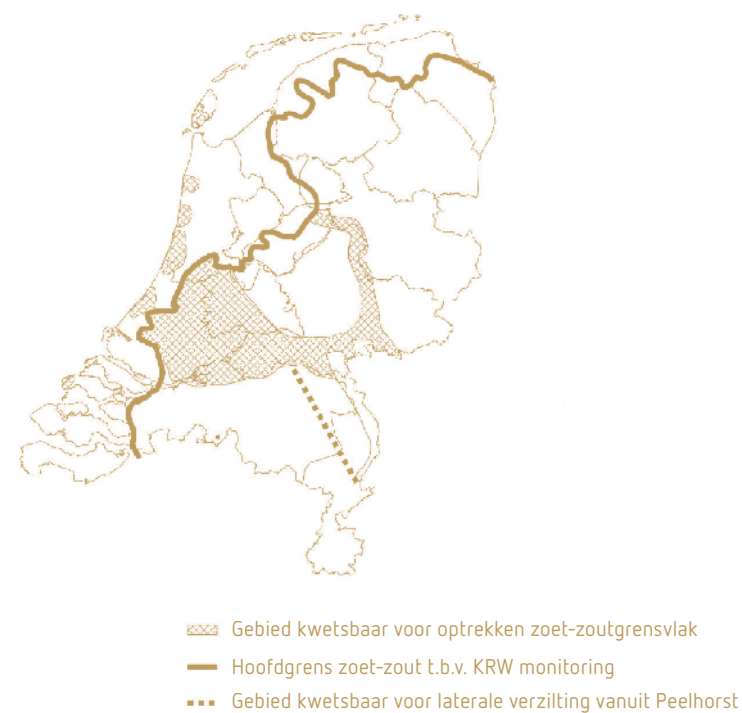 Gebied kwetsbaar voor optrekken zoet-zoutgrensvlak
Hoofdgrens zoet-zout t.b.v. KRW monitoring
Gebied kwetsbaar voor laterale verzilting vanuit Peelhorst